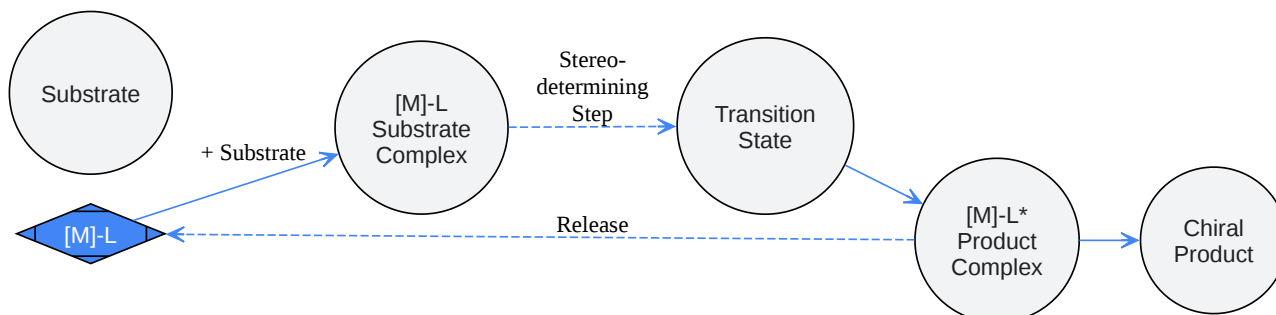 Substrate
[M]-L
+ Substrate
[M]-L
Substrate
Complex
Stereo-
determining
Step
Transition
State
Release
[M]-L*
Product
Complex
Chiral
Product